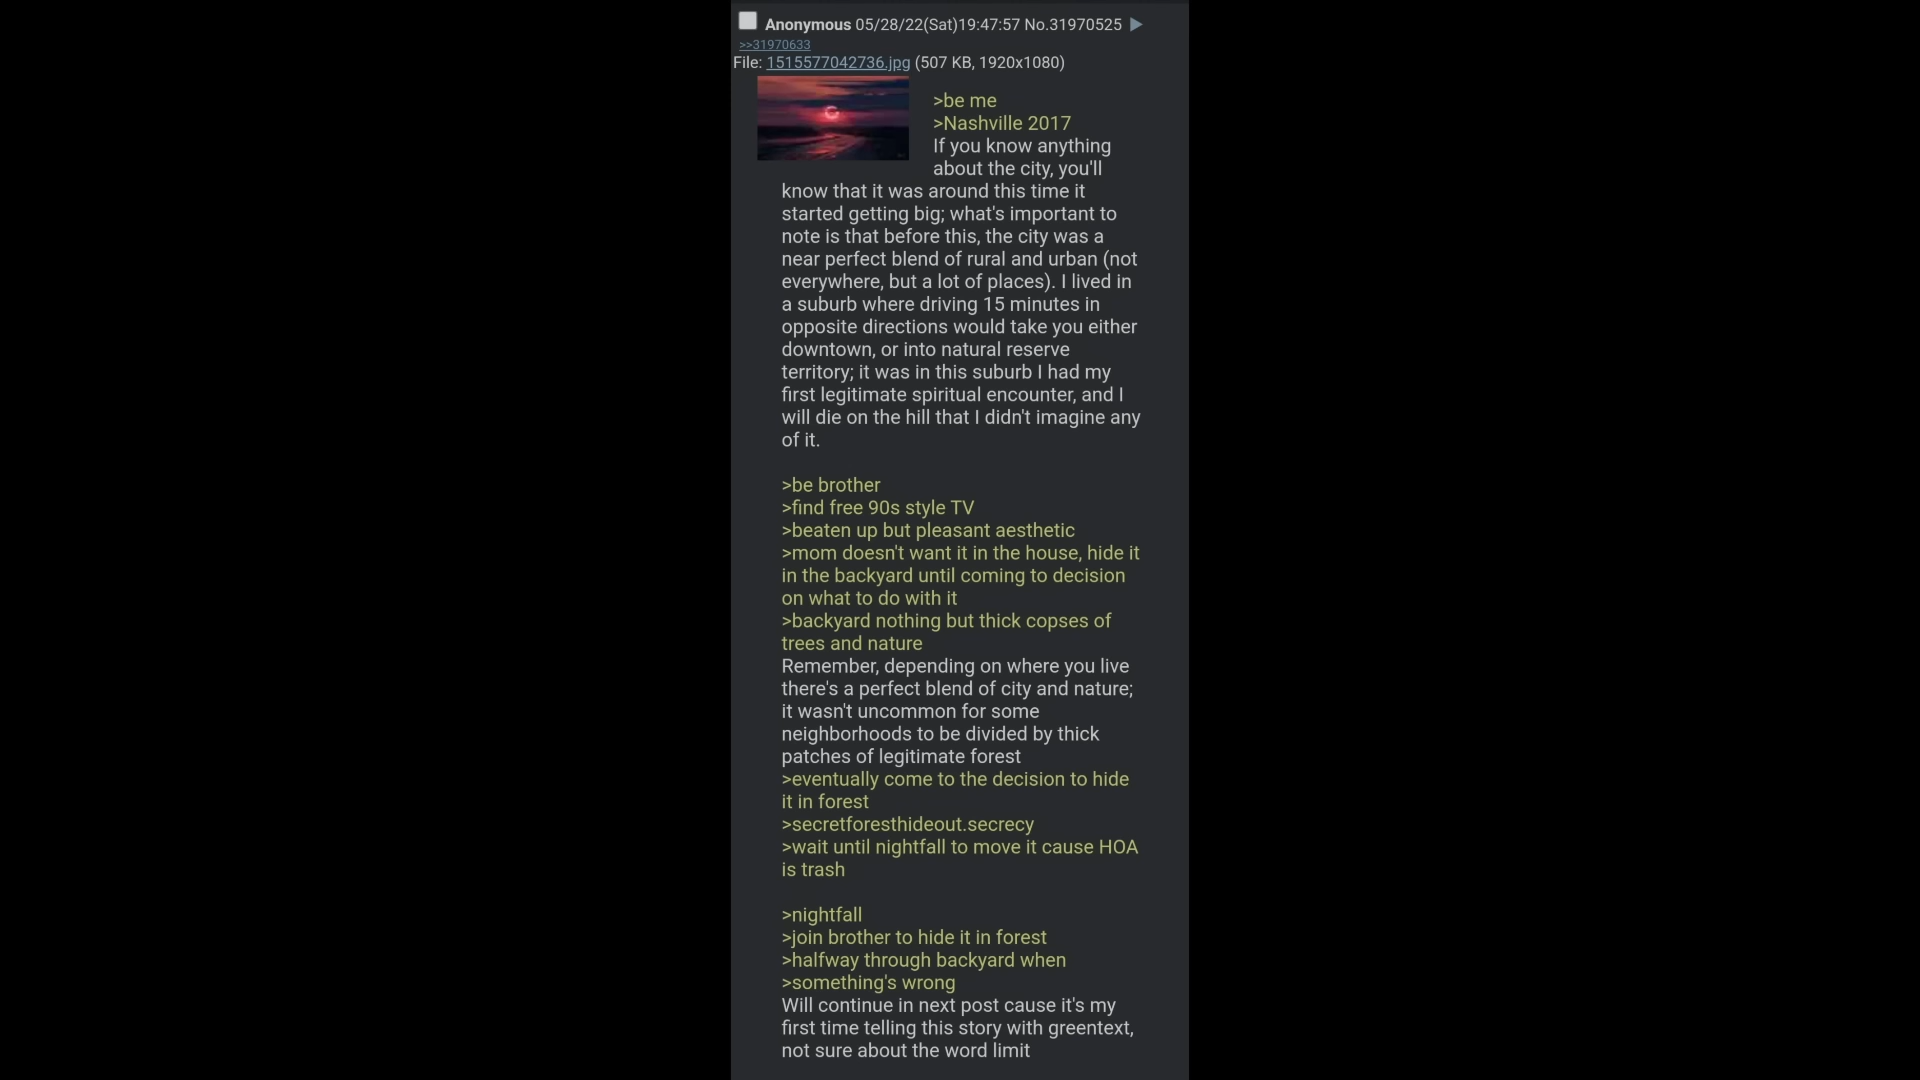 Anonymous 05/28/22(Sat)19:47:57 No.31970525 ▶
>>31970633
File: 1515577042736.jpg (507 KB, 1920x1080)
>be me
>Nashville 2017
If you know anything
about the city, you'll
know that it was around this time it
started getting big; what's important to
note is that before this, the city was a
near perfect blend of rural and urban (not
everywhere, but a lot of places). I lived in
a suburb where driving 15 minutes in
opposite directions would take you either
downtown, or into natural reserve
territory; it was in this suburb I had my
first legitimate spiritual encounter, and I
will die on the hill that I didn't imagine any
of it.
>be brother
>find free 90s style TV
>beaten up but pleasant aesthetic
>mom doesn't want it in the house, hide it
in the backyard until coming to decision
on what to do with it
>backyard nothing but thick copses of
trees and nature
Remember, depending on where you live
there's a perfect blend of city and nature;
it wasn't uncommon for some
neighborhoods to be divided by thick
patches of legitimate forest
>eventually come to the decision to hide
it in forest
>secretforesthideout.secrecy
>wait until nightfall to move it cause HOA
is trash
>nightfall
>join brother to hide it in forest
>halfway through backyard when
>something's wrong
Will continue in next post cause it's my
first time telling this story with greentext,
not sure about the word limit